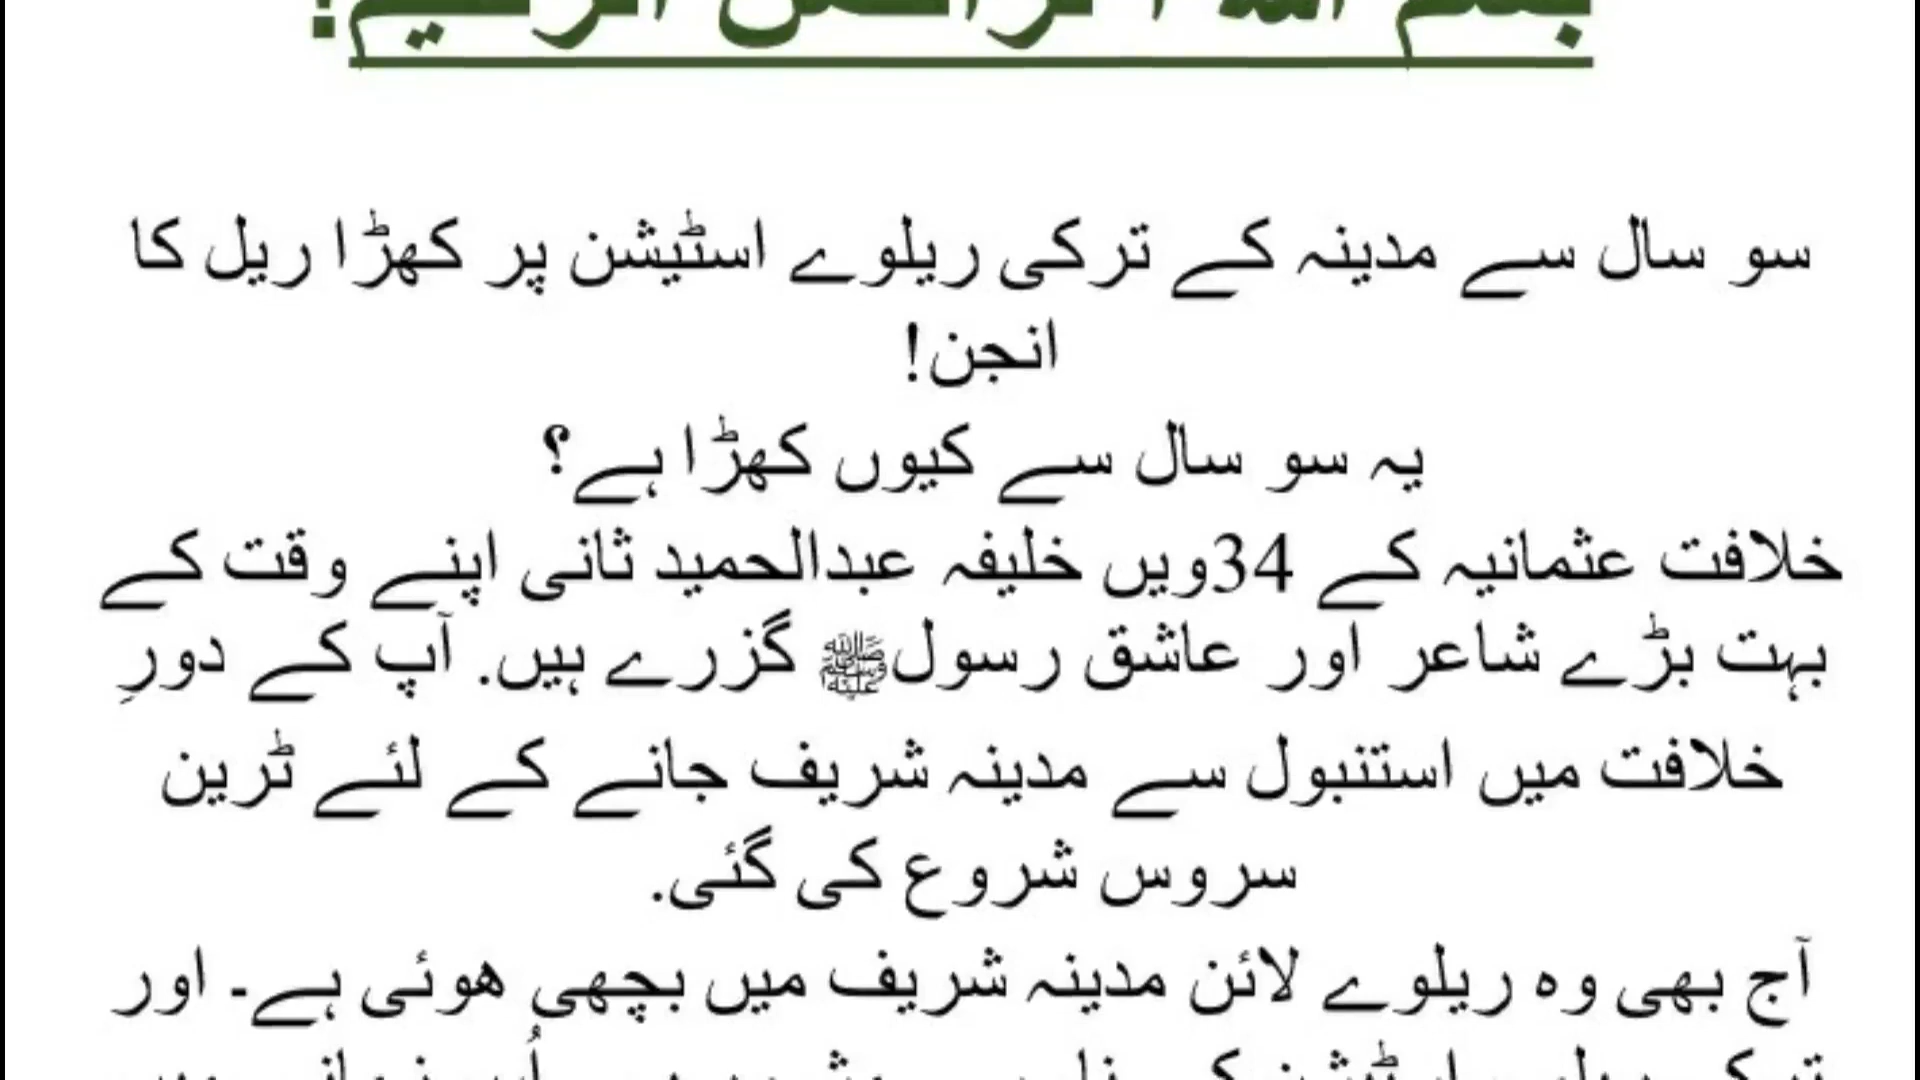 سو سال سے مدینہ کے ترکی ریلوے اسٹیشن پر کھڑا ریل کا
انجن!
یہ سو سال سے کیوں کھڑا ہے؟
خلافت عثمانیہ کے 34ویں خلیفہ عبدالحمید ثانی اپنے وقت کے
بہت بڑے شاعر اور عاشق رسولﷺ گزرے ہیں. آپ کے دورِ
خلافت میں استنبول سے مدینہ شریف جانے کے لئے ٹرین
سروس شروع کی گئی.
آج بھی وہ ریلوے لائن مدینہ شریف میں بچھی ھوئی ہے۔ اور